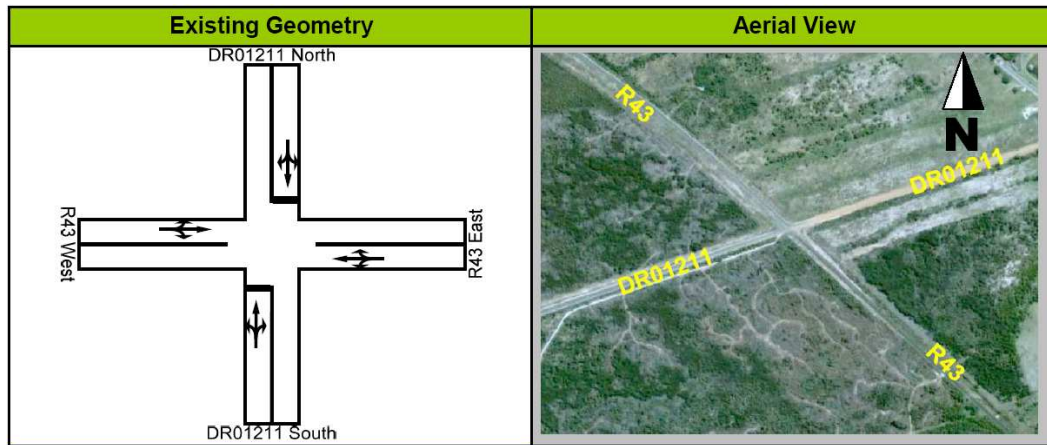 Existing Geometry
Aerial View
DR01211 North
R43 West
R43 East
DR01211 South
R43
N
DR01211
DR01211
R43